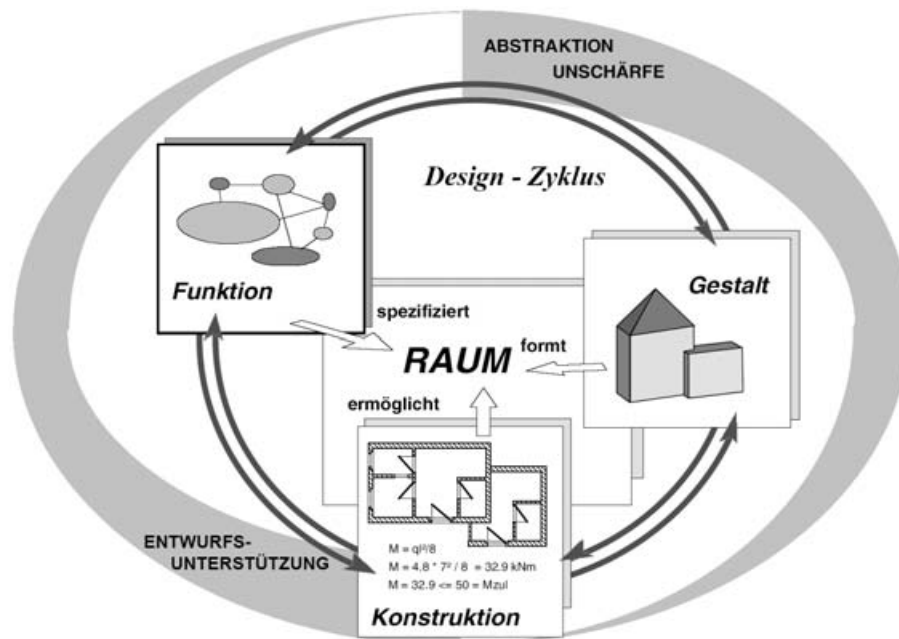 ABSTRAKTION
UNSCHÄRFE
Design - Zyklus
Funktion
Gestalt
spezifiziert
RAUM
formt
ermöglicht
ENTWURFS-
UNTERSTÜTZUNG
M = ql²/8
M = 4.8 * 7² / 8 = 32.9 kNm
M = 32.9 <= 50 = Mzul
Konstruktion